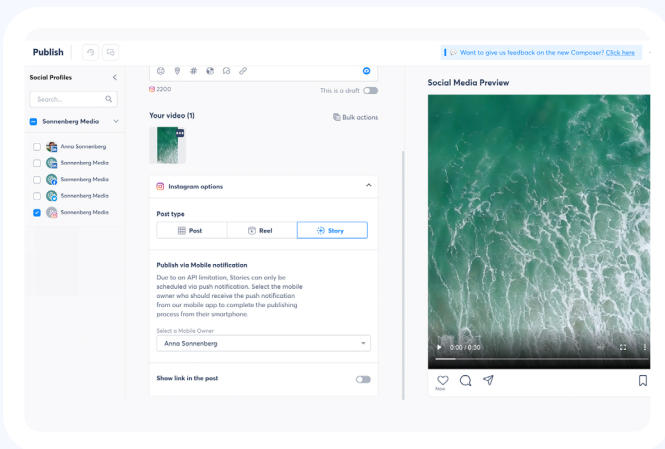 Publish
Want to give us feedback on the new Composer? Click here
Social Profiles
Search...
Sonnenberg Media
Anna Sonnenberg
Sonnenberg Media
Sonnenberg Media
Sonnenberg Media
Sonnenberg Media
2200
This is a draft
Your video (1)
Bulk actions
Instagram options
Post type
Post
Reel
Story
Publish via Mobile notification
Due to an API limitation, Stories can only be
scheduled via push notification. Select the mobile
owner who should receive the push notification
from our mobile app to complete the publishing
process from their smartphone.
Select a Mobile Owner
Anna Sonnenberg
Show link in the post
Social Media Preview
0:00 / 0:30
Now